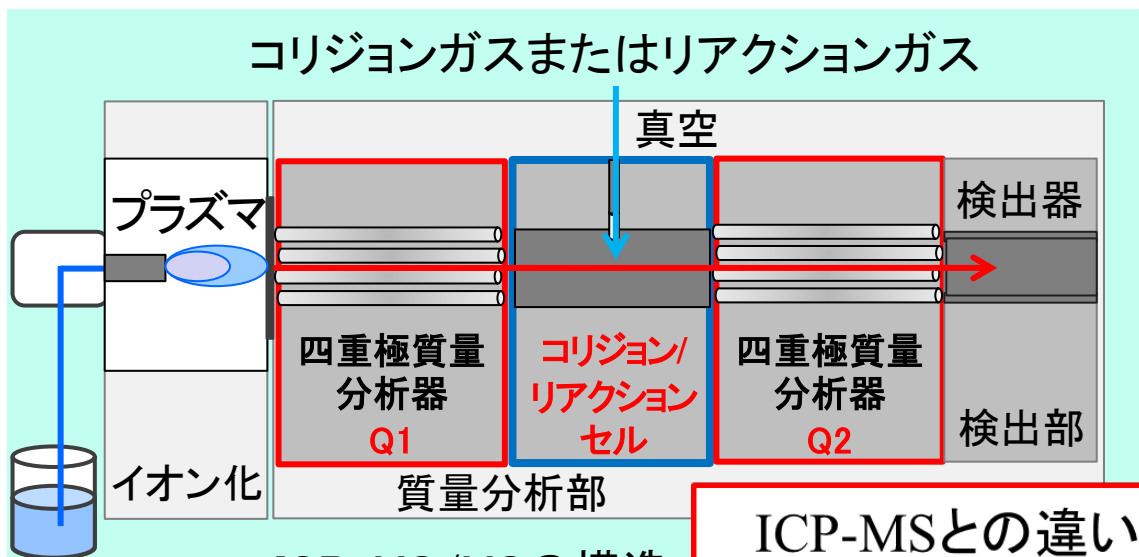 コリジョンガスまたはリアクションガス
真空
プラズマ
検出器
四重極質量
分析器
Q1
コリジョン/
リアクション
セル
四重極質量
分析器
Q2
検出部
イオン化
質量分析部
ICP-MSとの違い